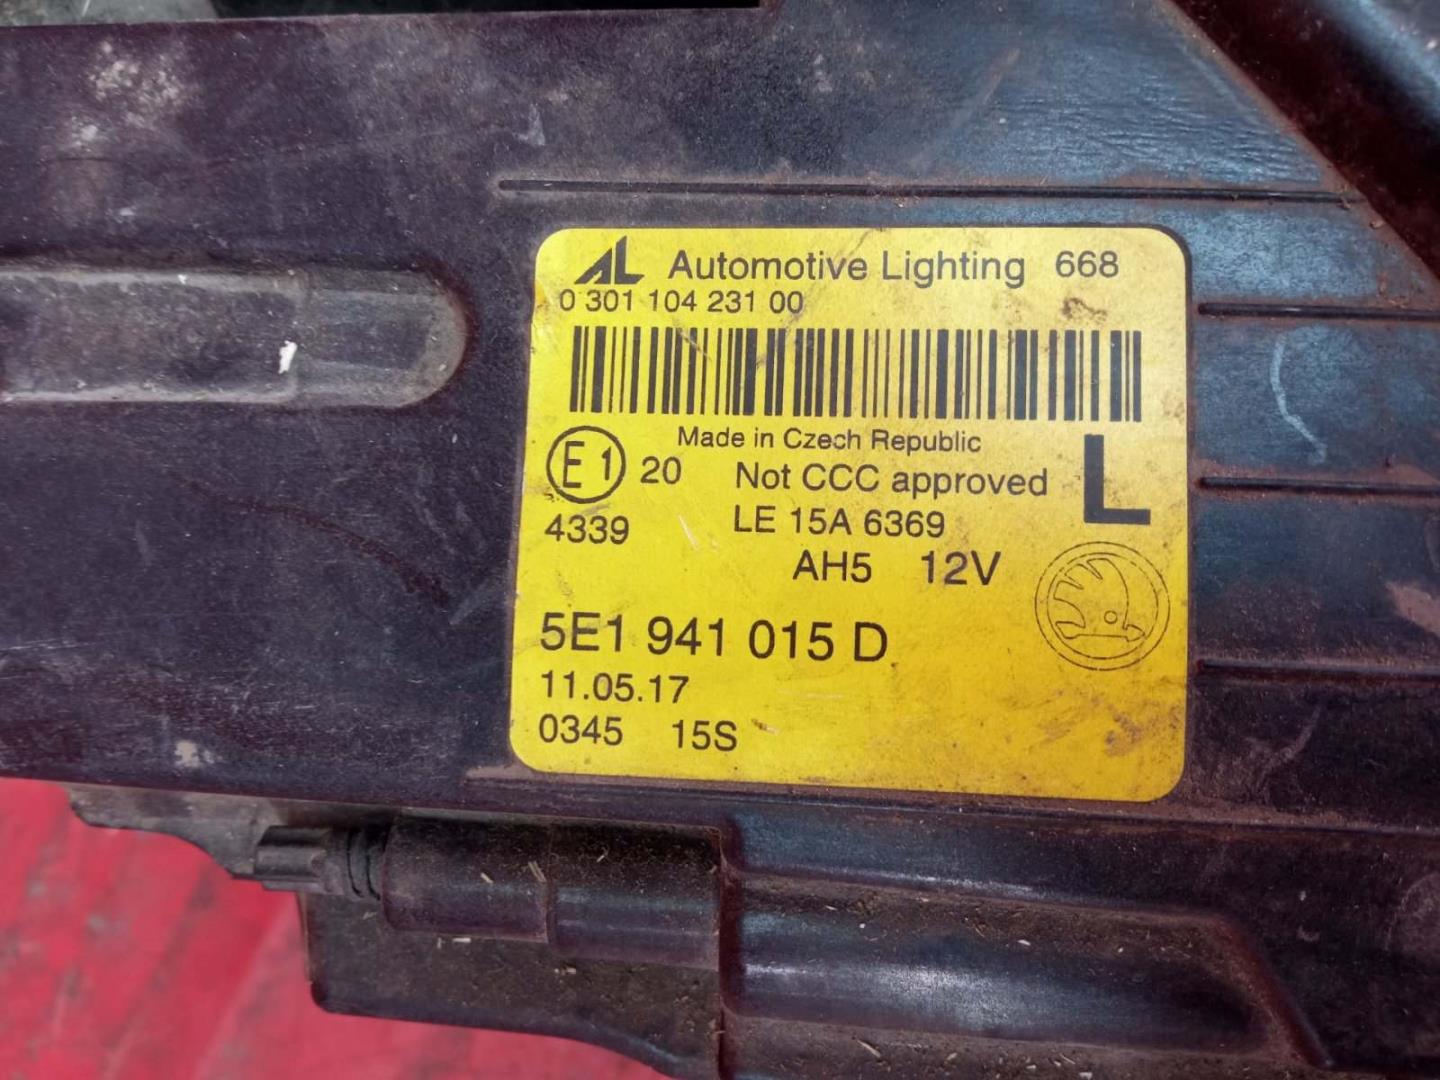 AL Automotive Lighting 668
0 301 104 231 00
Made in Czech Republic
E1 20 Not CCC approved L
4339 LE 15A 6369
AH5 12V
5E1 941 015 D
11.05.17
0345 15S